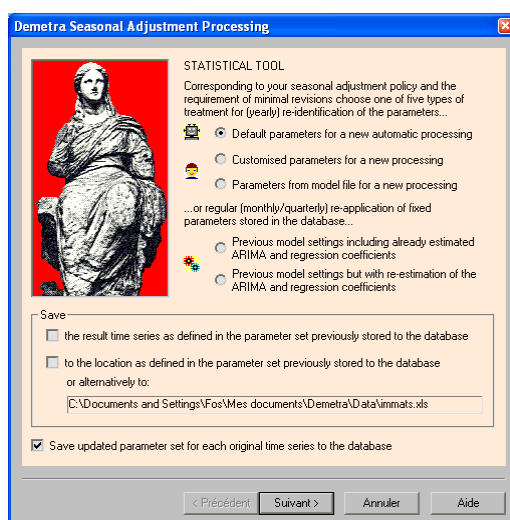 Demetra Seasonal Adjustment Processing
STATISTICAL TOOL
Corresponding to your seasonal adjustment policy and the
requirement of minimal revisions choose one of five types of
treatment for (yearly) re-identification of the parameters...
Default parameters for a new automatic processing
Customised parameters for a new processing
Parameters from model file for a new processing
...or regular (monthly/quarterly) re-application of fixed
parameters stored in the database...
Previous model settings including already estimated
ARIMA and regression coefficients
Previous model settings but with re-estimation of the
ARIMA and regression coefficients
Save
the result time series as defined in the parameter set previously stored to the database
to the location as defined in the parameter set previously stored to the database
or alternatively to:
C:\Documents and Settings\Fos\Mes documents\Demetra\Data\immats.xls
Save updated parameter set for each original time series to the database
< Précédent
Suivant >
Annuler
Aide